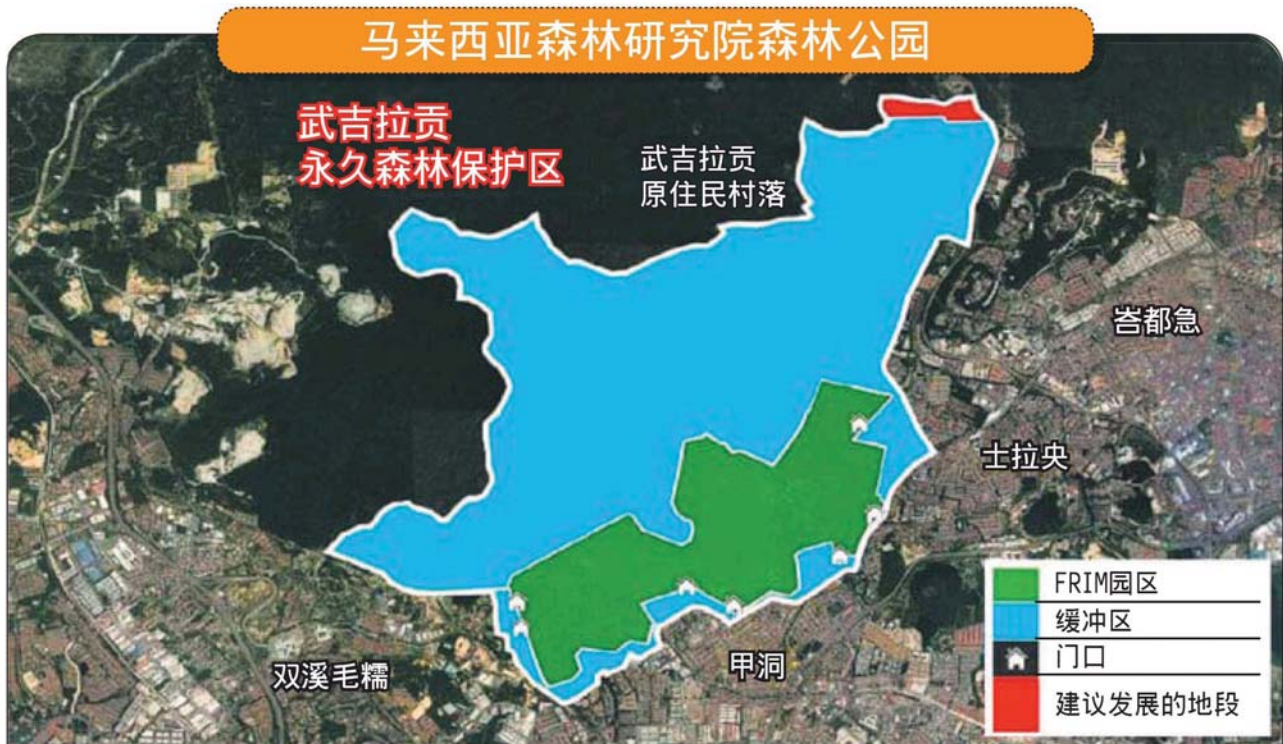 马来西亚森林研究院森林公园
武吉拉贡
永久森林保护区
武吉拉贡
原住民村落
峇都急
士拉央
双溪毛糯
甲洞
FRIM园区
缓冲区
门口
建议发展的地段